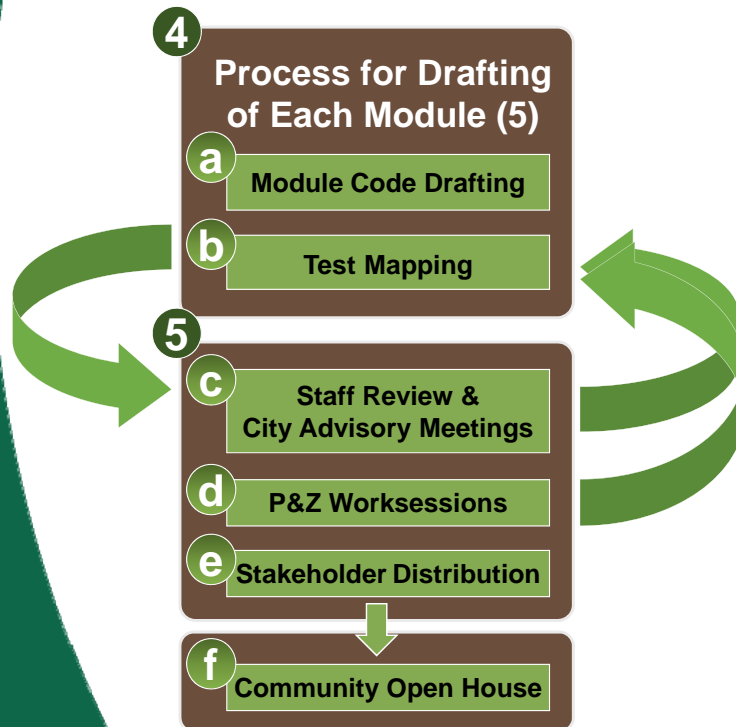 4
Process for Drafting
of Each Module (5)
a
Module Code Drafting
b
Test Mapping
5
c
Staff Review &
City Advisory Meetings
d
P&Z Worksessions
e
Stakeholder Distribution
f
Community Open House